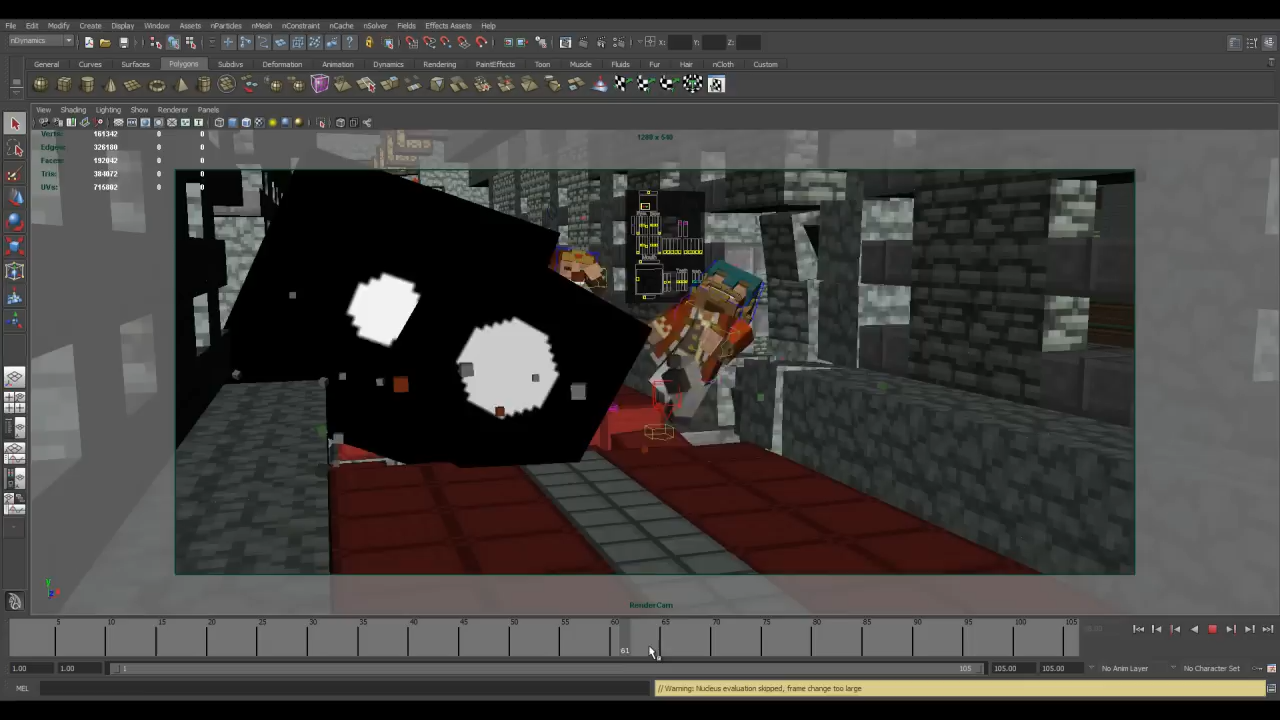 File Edit Modify Create Display Window Assets nParticles nMesh nConstraint nCache nSolver Fields Effects Assets Help
nDynamics X: Y: Z:
General Curves Surfaces Polygons Subdivs Deformation Animation Dynamics Rendering PaintEffects Toon Muscle Fluids Fur Hair nCloth Custom
View Shading Lighting Show Renderer Panels
Verts: 161342 0 0
Edges: 326180 0 0
Faces: 192042 0 0
Tris: 384072 0 0
UVs: 715802 0 0
1280 x 540
Mouth
Teeth
y
RenderCam
5 10 15 20 25 30 35 40 45 50 55 60 65 70 75 80 85 90 95 100 105
61
1.00 1.00 1 105 105.00 105.00 No Anim Layer No Character Set
MEL // Warning: Nucleus evaluation skipped, frame change too large